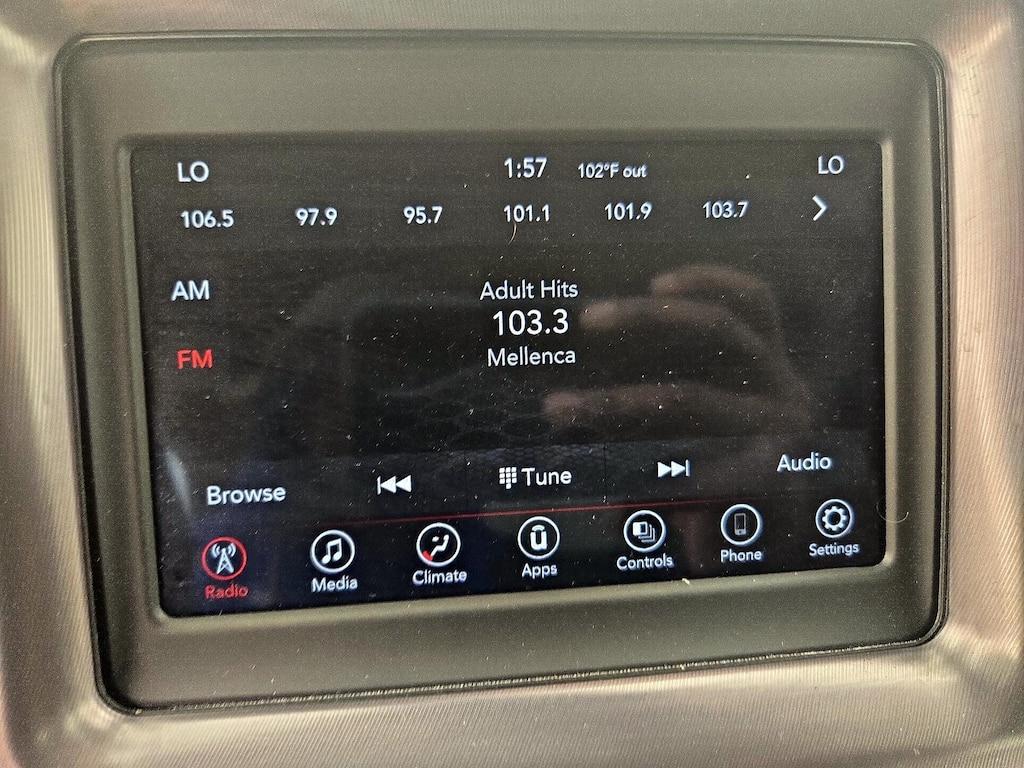 LO 1:57 102°F out LO
106.5 97.9 95.7 101.1 101.9 103.7
AM
Adult Hits
103.3
FM
Mellenca
Browse Tune Audio
Radio Media Climate Apps Controls Phone Settings